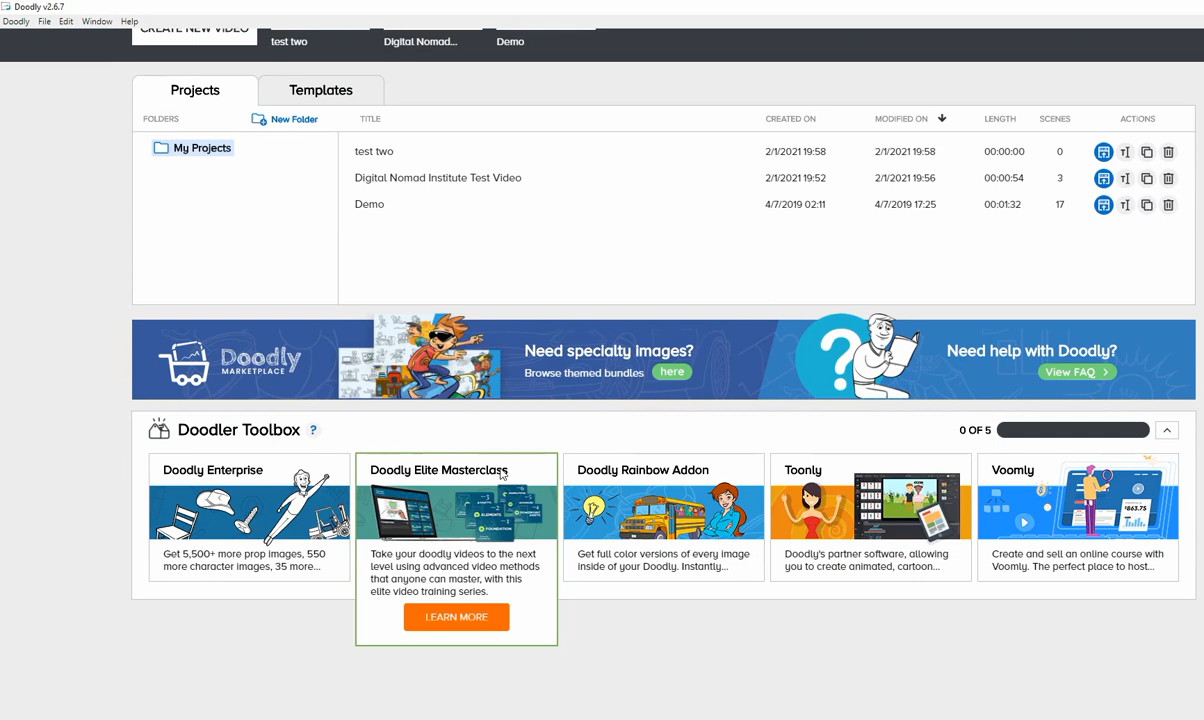 Doodly v2.6.7
Doodly File Edit Window Help
CREATE NEW VIDEO
test two Digital Nomad... Demo
Projects Templates
FOLDERS New Folder TITLE CREATED ON MODIFIED ON LENGTH SCENES ACTIONS
My Projects
test two 2/1/2021 19:58 2/1/2021 19:58 00:00:00 0
Digital Nomad Institute Test Video 2/1/2021 19:52 2/1/2021 19:56 00:00:54 3
Demo 4/7/2019 02:11 4/7/2019 17:25 00:01:32 17
Doodly
MARKETPLACE
Need specialty Images?
Browse themed bundles here
Need help with Doodly?
View FAQ >
Doodler Toolbox ? 0 OF 5
Doodly Enterprise
Get 5,500+ more prop images, 550
more character images, 35 more...
Doodly Elite Masterclass
ELEMENTS
FOUNDATION
Take your doodly videos to the next
level using advanced video methods
that anyone can master, with this
elite video training series.
LEARN MORE
Doodly Rainbow Addon
Get full color versions of every image
inside of your Doodly. Instantly...
Toonly
Doodly's partner software, allowing
you to create animated, cartoon...
Voomly
$863.75
Create and sell an online course with
Voomly. The perfect place to host...